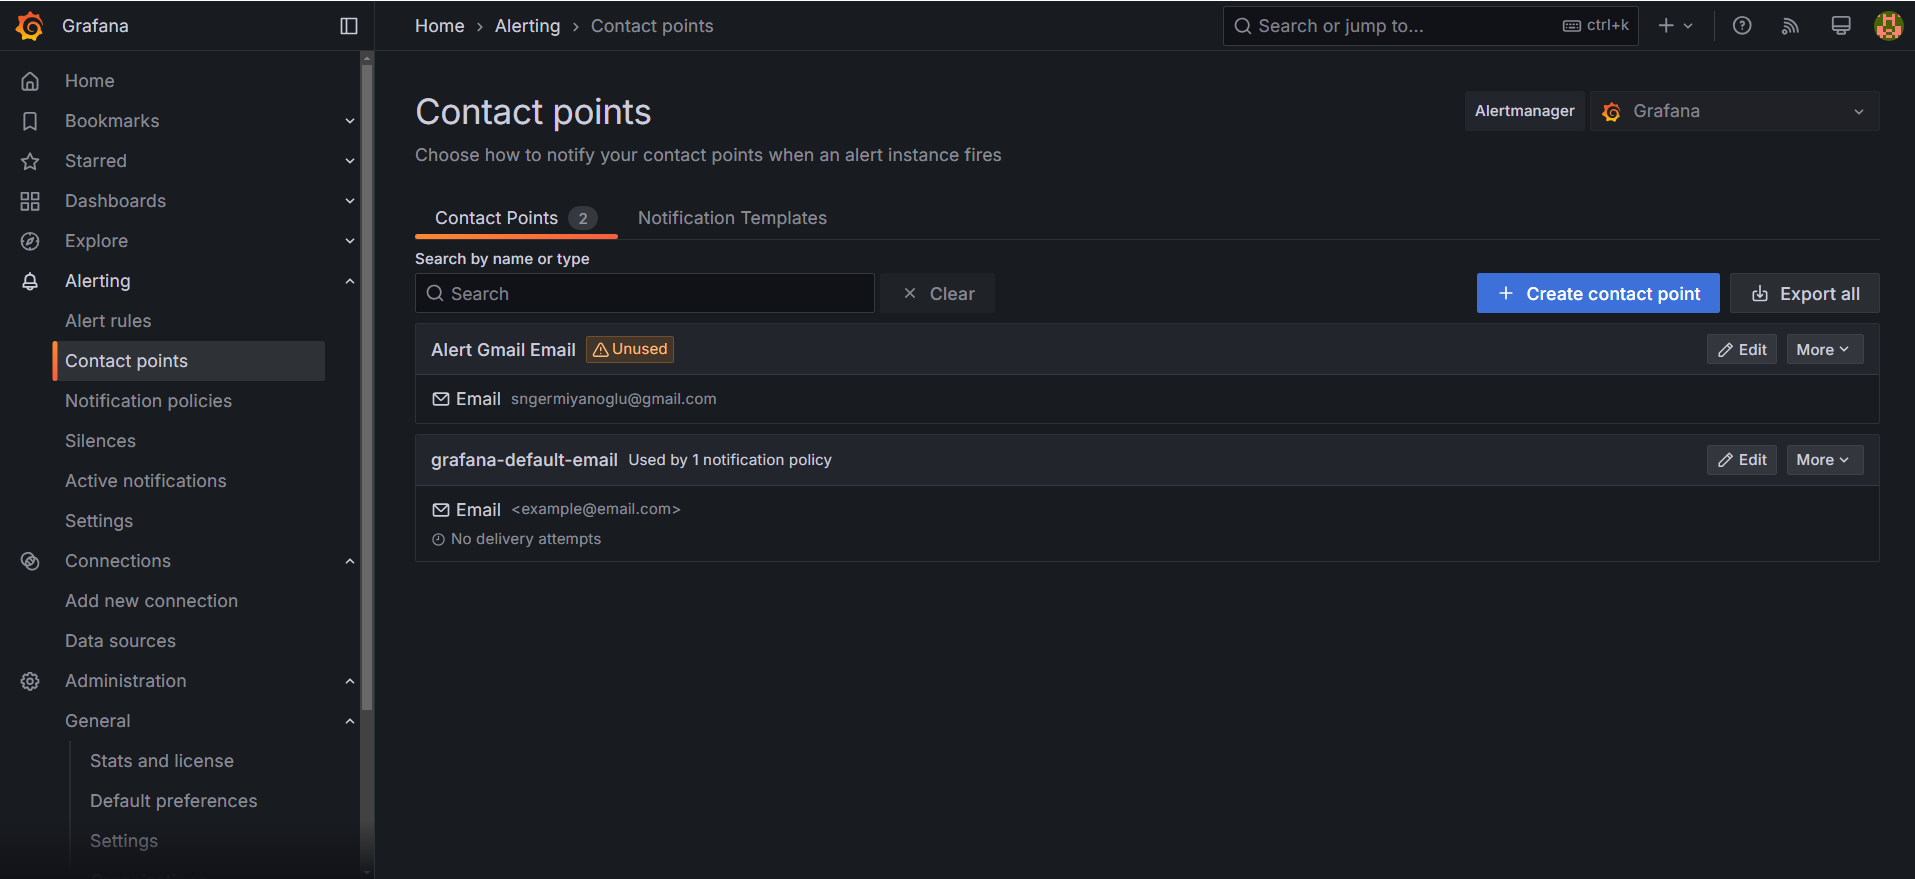 Grafana
Home › Alerting › Contact points
Search or jump to...
ctrl+k
Home
Bookmarks
Starred
Dashboards
Explore
Alerting
Alert rules
Contact points
Notification policies
Silences
Active notifications
Settings
Connections
Add new connection
Data sources
Administration
General
Stats and license
Default preferences
Settings
Contact points
Choose how to notify your contact points when an alert instance fires
Alertmanager
Grafana
Contact Points 2
Notification Templates
Search by name or type
Search
Clear
+ Create contact point
Export all
Alert Gmail Email Unused
Edit
More
Email sngermiyanoglu@gmail.com
grafana-default-email Used by 1 notification policy
Edit
More
Email <example@email.com>
No delivery attempts